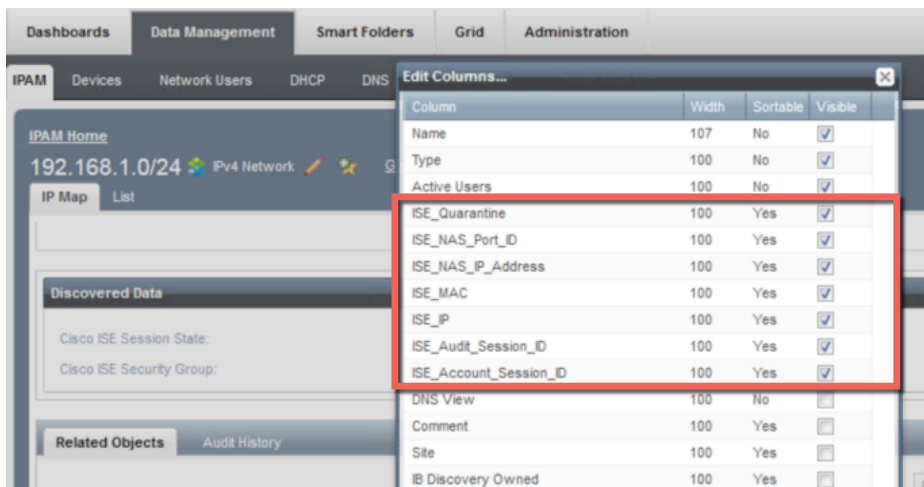 Dashboards Data Management Smart Folders Grid Administration
IPAM Devices Network Users DHCP DNS
IPAM Home
192.168.1.0/24 IPv4 Network
IP Map List
Discovered Data
Cisco ISE Session State:
Cisco ISE Security Group:
Related Objects Audit History
Edit Columns...
Column Width Sortable Visible
Name 107 No
Type 100 No
Active Users 100 No
ISE_Quarantine 100 Yes
ISE_NAS_Port_ID 100 Yes
ISE_NAS_IP_Address 100 Yes
ISE_MAC 100 Yes
ISE_IP 100 Yes
ISE_Audit_Session_ID 100 Yes
ISE_Account_Session_ID 100 Yes
DNS View 100 No
Comment 100 Yes
Site 100 Yes
IB Discovery Owned 100 Yes